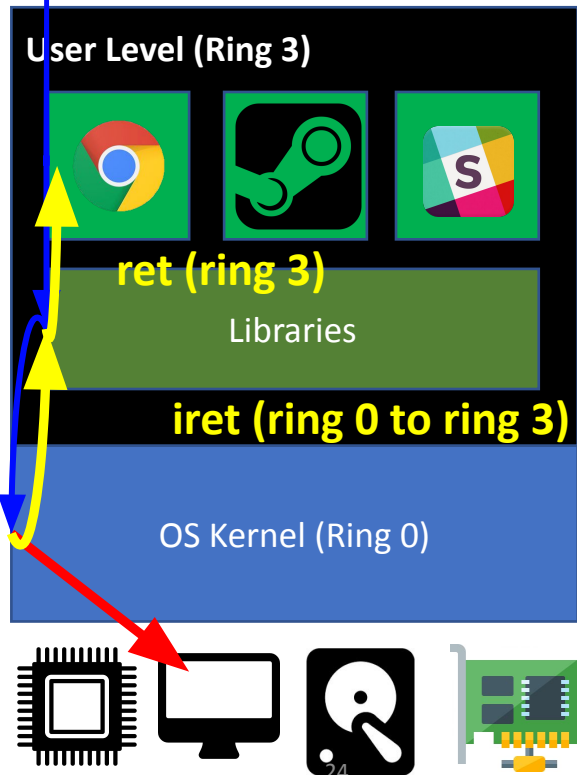 User Level (Ring 3)
S
ret (ring 3)
Libraries
iret (ring 0 to ring 3)
OS Kernel (Ring 0)
24